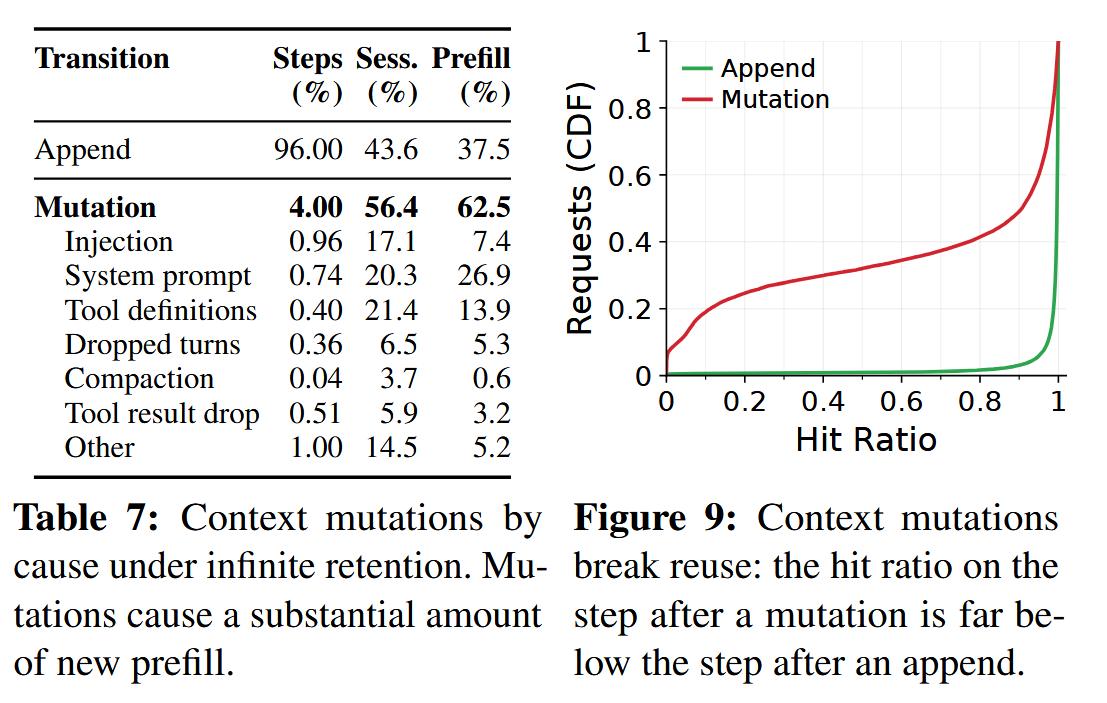 Transition Steps Sess. Prefill
(%) (%) (%)
Append 96.00 43.6 37.5
Mutation 4.00 56.4 62.5
Injection 0.96 17.1 7.4
System prompt 0.74 20.3 26.9
Tool definitions 0.40 21.4 13.9
Dropped turns 0.36 6.5 5.3
Compaction 0.04 3.7 0.6
Tool result drop 0.51 5.9 3.2
Other 1.00 14.5 5.2
Table 7: Context mutations by
cause under infinite retention. Mu-
tations cause a substantial amount
of new prefill.
Requests (CDF)
1
0.8
0.6
0.4
0.2
0
Append
Mutation
0 0.2 0.4 0.6 0.8 1
Hit Ratio
Figure 9: Context mutations
break reuse: the hit ratio on the
step after a mutation is far be-
low the step after an append.